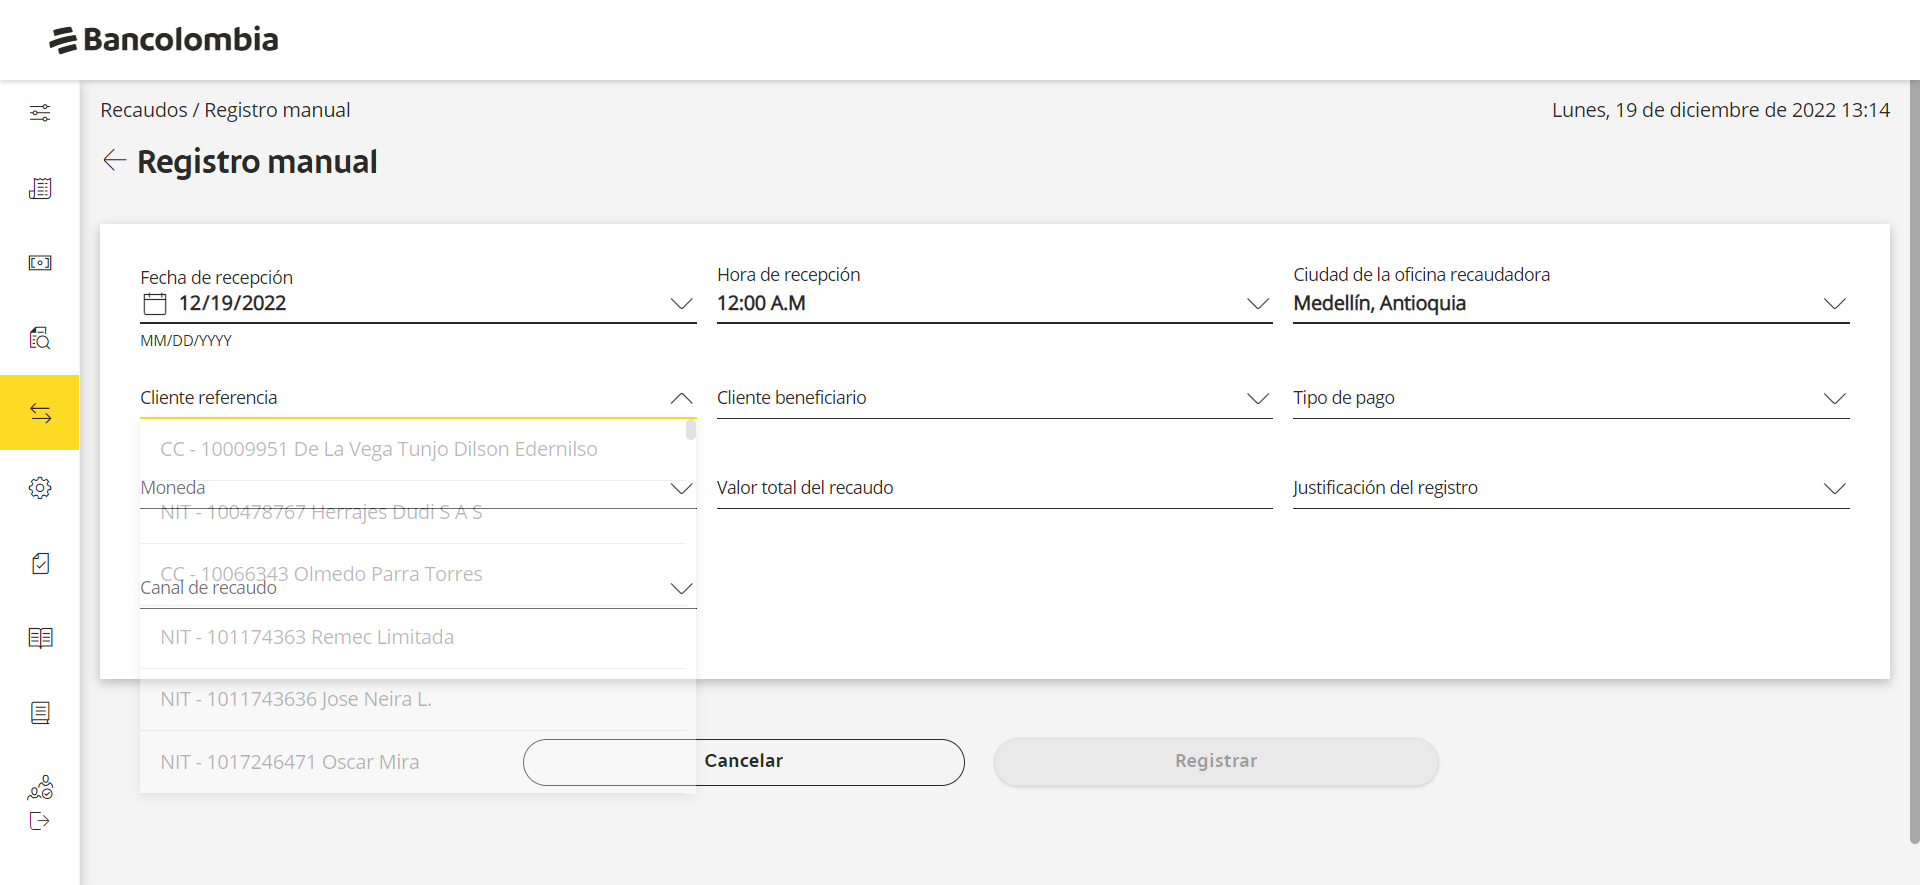 Bancolombia
Recaudos / Registro manual
Lunes, 19 de diciembre de 2022 13:14
Registro manual
Fecha de recepción
12/19/2022
MM/DD/YYYY
Hora de recepción
12:00 A.M
Ciudad de la oficina recaudadora
Medellín, Antioquia
Cliente referencia
Cliente beneficiario
Tipo de pago
CC - 10009951 De La Vega Tunjo Dilson Edernilso
Moneda
Valor total del recaudo
Justificación del registro
NIT - 100478767 Herrajes Dudi S A S
CC - 10066343 Olmedo Parra Torres
Canal de recaudo
NIT - 101174363 Remec Limitada
NIT - 1011743636 Jose Neira L.
NIT - 1017246471 Oscar Mira
Cancelar
Registrar